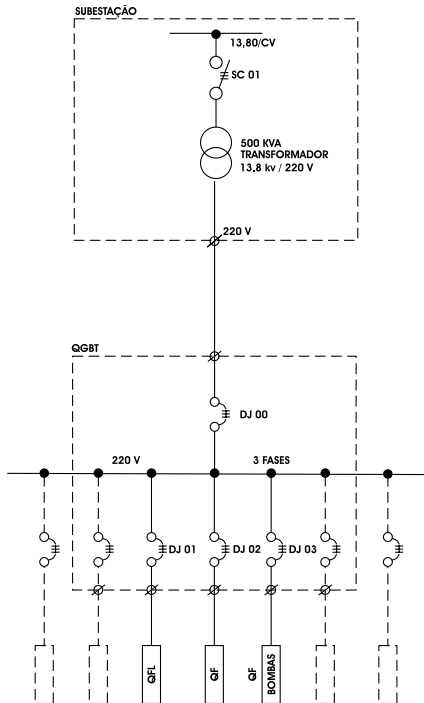 SUBESTAÇÃO
13,80/CV
SC 01
500 KVA
TRANSFORMADOR
13,8 kv / 220 V
220 V
QGBT
DJ 00
220 V
3 FASES
DJ 01
DJ 02
DJ 03
QFL
QF
QF
BOMBAS